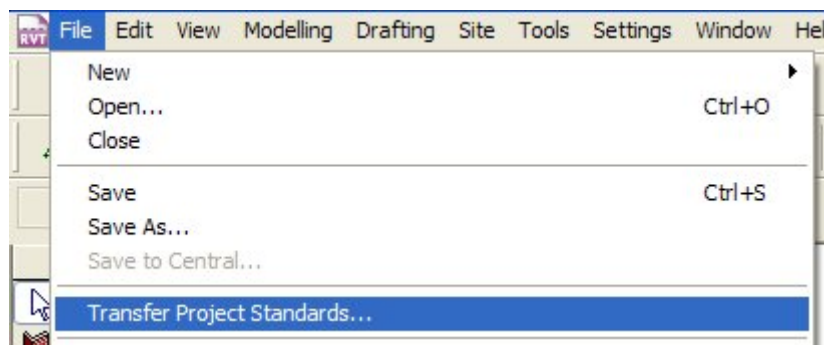 RVT File Edit View Modelling Drafting Site Tools Settings Window Hel
New
Open... Ctrl+O
Close
Save Ctrl+S
Save As...
Save to Central...
Transfer Project Standards...